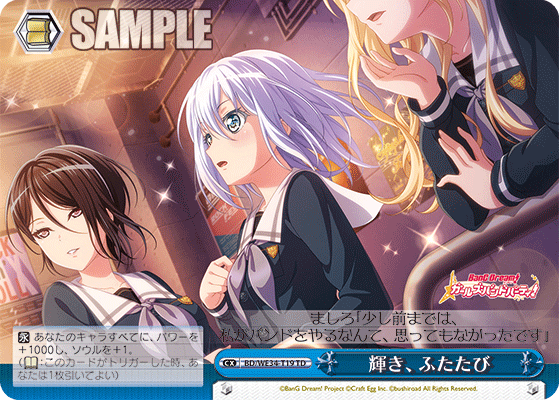 SAMPLE
BanG Dream!
ガールズバンドパーティ!
ましろ「少し前までは、
私がバンドをやるなんて、思ってもなかったです」
永 あなたのキャラすべてに、パワーを
+1000し、ソウルを+1。
(:このカードがトリガーした時、あ
なたは1枚引いてよい)
CX BD/WE34-T19 TD
輝き、ふたたび
©BanG Dream! Project ©Craft Egg Inc. ©bushiroad All Rights Reserved.